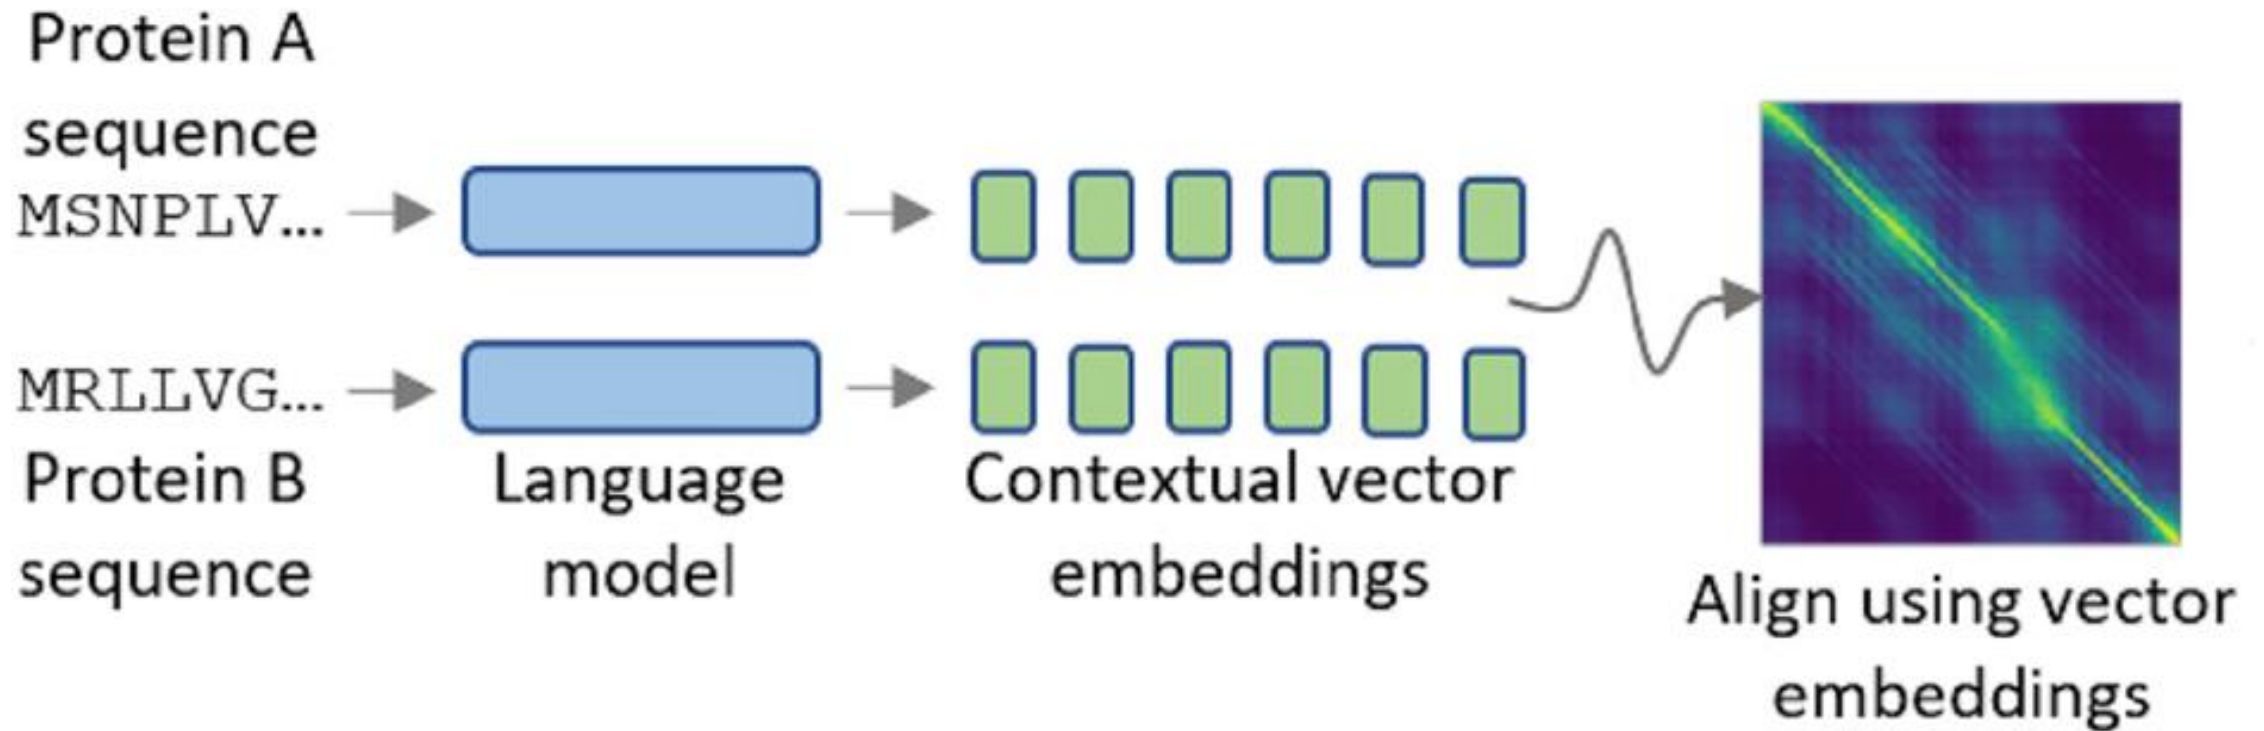 Protein A
sequence
MSNPLV...
MRLLVG...
Protein B
sequence
Language
model
Contextual vector
embeddings
Align using vector
embeddings